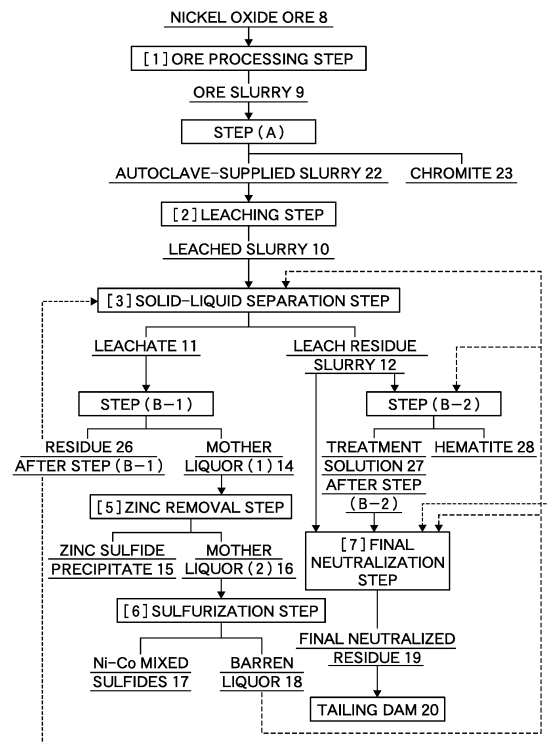 NICKEL OXIDE ORE 8
[1] ORE PROCESSING STEP
ORE SLURRY 9
STEP (A)
AUTOCLAVE-SUPPLIED SLURRY 22
CHROMITE 23
[2] LEACHING STEP
LEACHED SLURRY 10
[3] SOLID-LIQUID SEPARATION STEP
LEACHATE 11
LEACH RESIDUE
SLURRY 12
STEP (B-1)
STEP (B-2)
RESIDUE 26
AFTER STEP (B-1)
MOTHER
LIQUOR (1) 14
TREATMENT
SOLUTION 27
AFTER STEP
(B-2)
HEMATITE 28
[5] ZINC REMOVAL STEP
ZINC SULFIDE
PRECIPITATE 15
MOTHER
LIQUOR (2) 16
[7] FINAL
NEUTRALIZATION
STEP
[6] SULFURIZATION STEP
Ni-Co MIXED
SULFIDES 17
BARREN
LIQUOR 18
FINAL NEUTRALIZED
RESIDUE 19
TAILING DAM 20